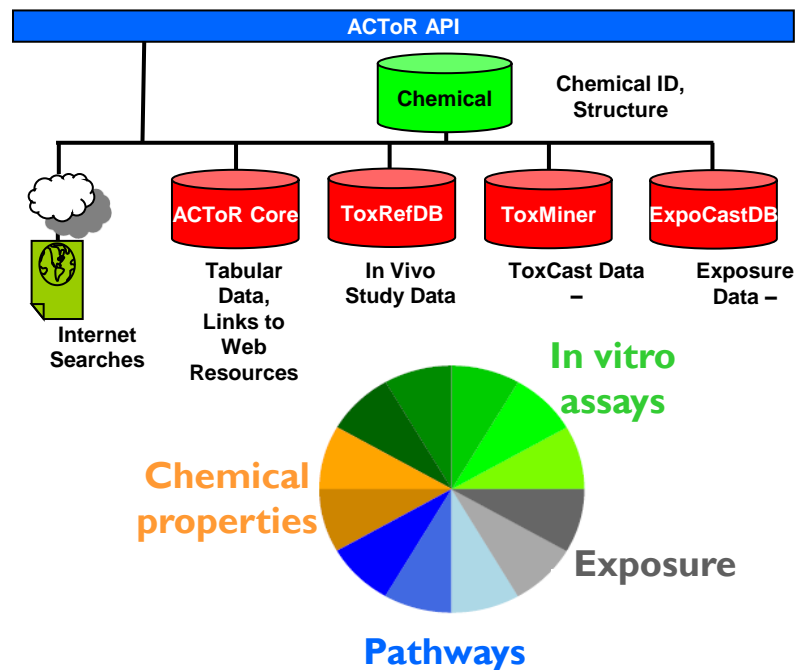 ACToR API
Chemical
Chemical ID,
Structure
ACToR Core
ToxRefDB
ToxMiner
ExpoCastDB
Internet
Searches
Tabular
Data,
Links to
Web
Resources
In Vivo
Study Data
ToxCast Data
–
Exposure
Data –
In vitro
assays
Chemical
properties
Exposure
Pathways